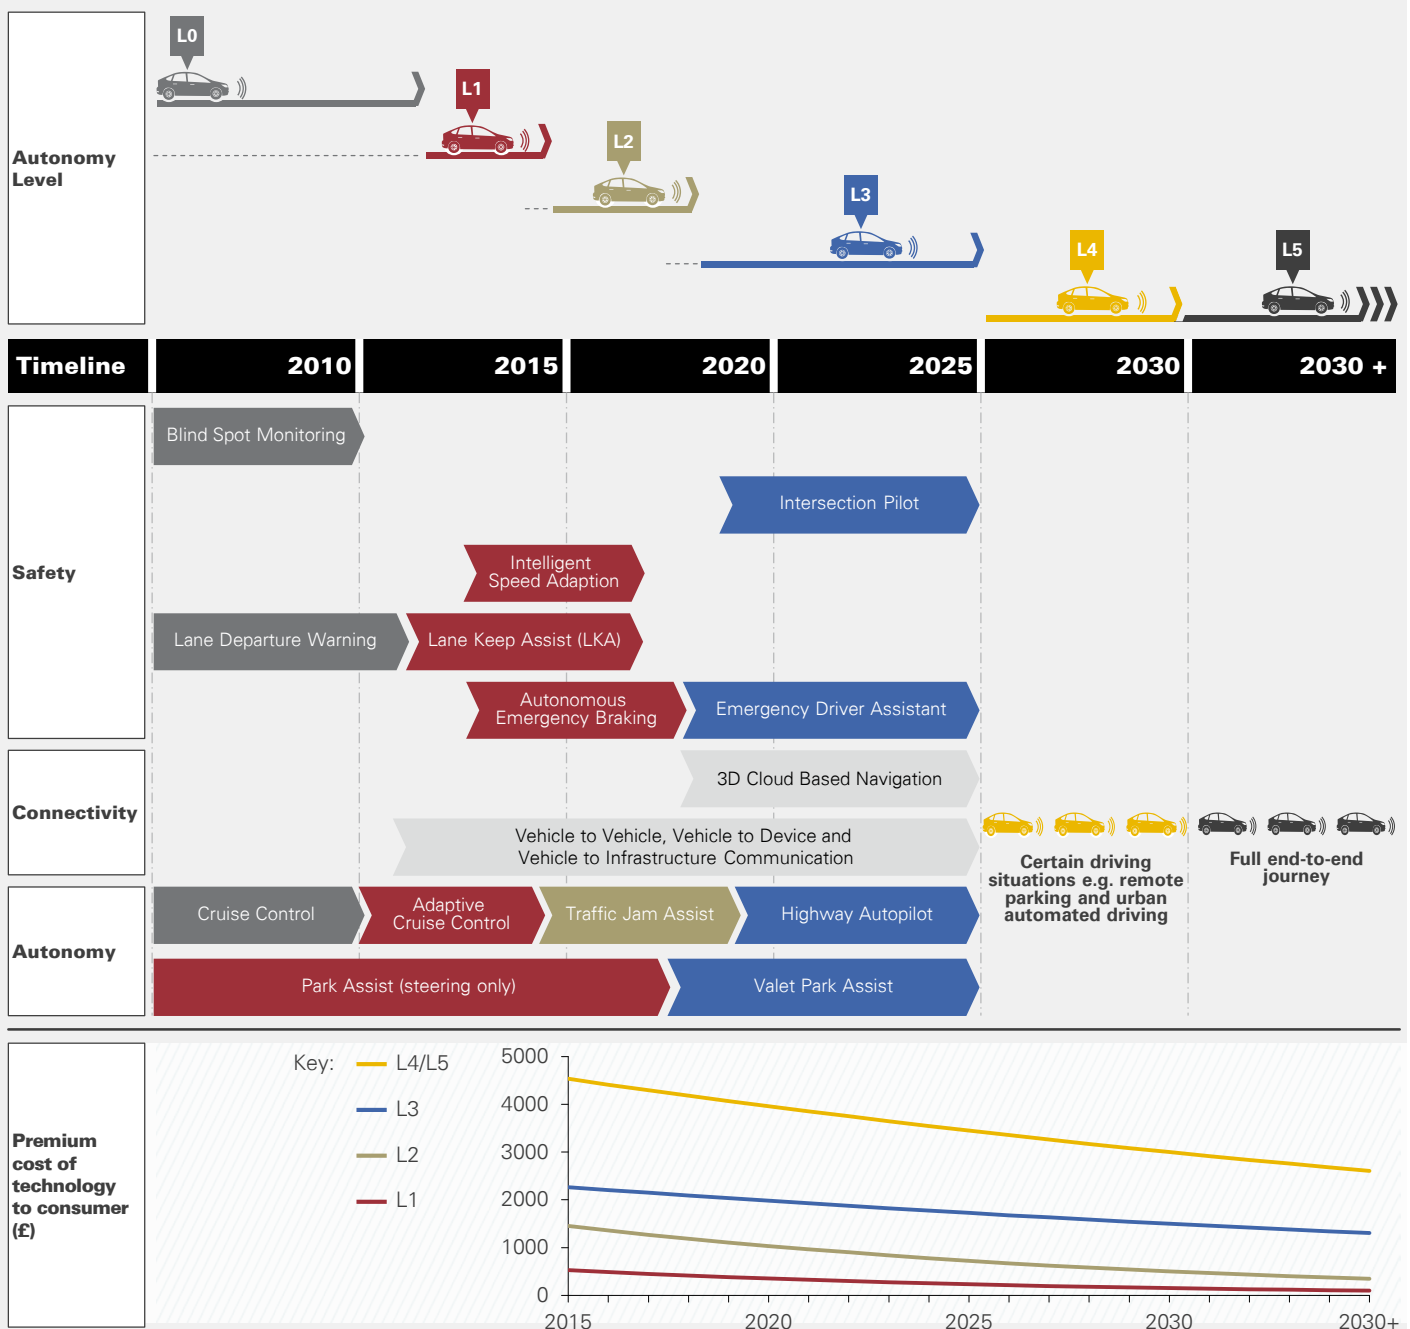 L0
L1
L2
L3
L4
L5
Autonomy
Level
Timeline 2010 2015 2020 2025 2030 2030 +
Safety
Blind Spot Monitoring
Intersection Pilot
Intelligent
Speed Adaption
Lane Departure Warning
Lane Keep Assist (LKA)
Autonomous
Emergency Braking
Emergency Driver Assistant
Connectivity
3D Cloud Based Navigation
Vehicle to Vehicle, Vehicle to Device and
Vehicle to Infrastructure Communication
Certain driving
situations e.g. remote
parking and urban
automated driving
Full end-to-end
journey
Autonomy
Cruise Control
Adaptive
Cruise Control
Traffic Jam Assist
Highway Autopilot
Park Assist (steering only)
Valet Park Assist
Premium
cost of
technology
to consumer
(£)
Key:
L4/L5
L3
L2
L1
5000
4000
3000
2000
1000
0
2015 2020 2025 2030 2030+